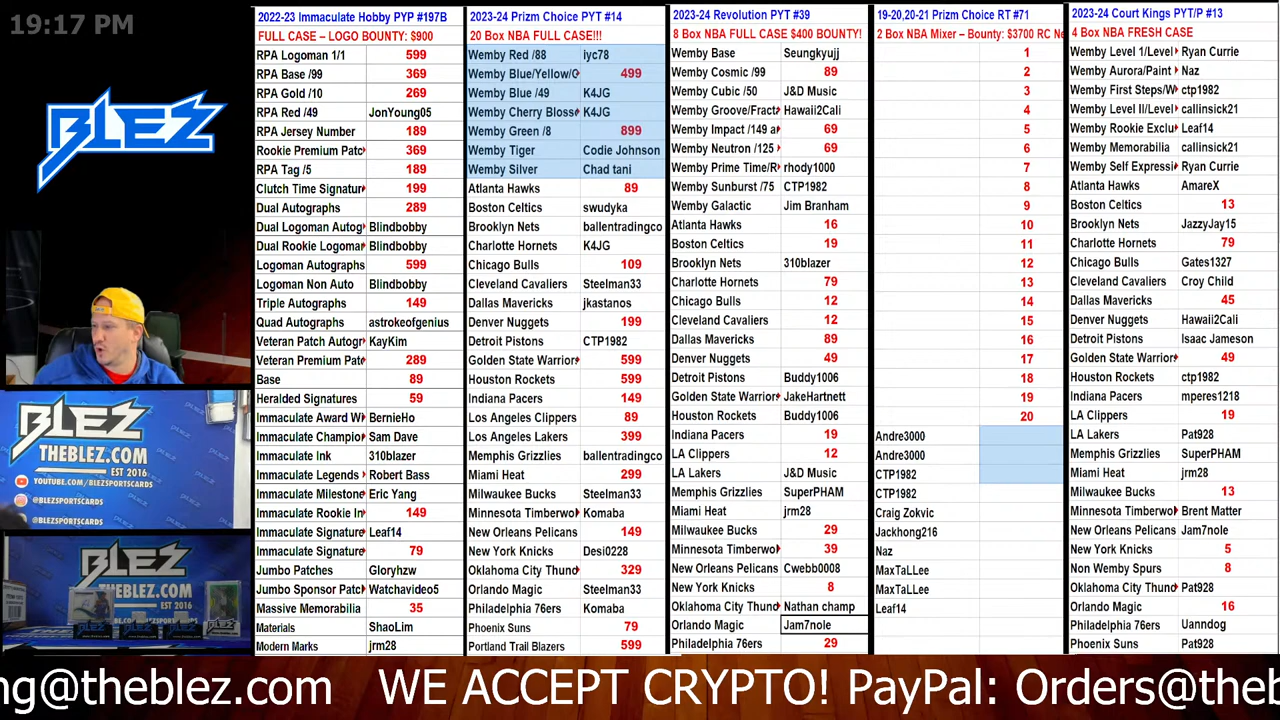 19:17 PM
BLEZ
BLEZ
THEBLEZ.COM
EST 2016
YOUTUBE.COM/BLEZSPORTSCARDS
@BLEZSPORTSCARDS
@BLEZSPORTSCARDS
BLEZ
THEBLEZ.COM
2022-23 Immaculate Hobby PYP #197B
FULL CASE – LOGO BOUNTY: $900
RPA Logoman 1/1 599
RPA Base /99 369
RPA Gold /10 269
RPA Red /49 JonYoung05
RPA Jersey Number 189
Rookie Premium Patc 369
RPA Tag /5 189
Clutch Time Signatur 199
Dual Autographs 289
Dual Logoman Autog Blindbobby
Dual Rookie Logomar Blindbobby
Logoman Autographs 599
Logoman Non Auto Blindbobby
Triple Autographs 149
Quad Autographs astrokeofgenius
Veteran Patch Autogr KayKim
Veteran Premium Pat 289
Base 89
Heralded Signatures 59
Immaculate Award W BernieHo
Immaculate Champio Sam Dave
Immaculate Ink 310blazer
Immaculate Legends Robert Bass
Immaculate Milestone Eric Yang
Immaculate Rookie In 149
Immaculate Signature Leaf14
Immaculate Signature 79
Jumbo Patches Gloryhzw
Jumbo Sponsor Patc Watchavideo5
Massive Memorabilia 35
Materials ShaoLim
Modern Marks jrm28
2023-24 Prizm Choice PYT #14
20 Box NBA FULL CASE!!!
Wemby Red /88 iyc78
Wemby Blue/Yellow/G 499
Wemby Blue /49 K4JG
Wemby Cherry Blosso K4JG
Wemby Green /8 899
Wemby Tiger Codie Johnson
Wemby Silver Chad tani
Atlanta Hawks 89
Boston Celtics swudyka
Brooklyn Nets ballentradingco
Charlotte Hornets K4JG
Chicago Bulls 109
Cleveland Cavaliers Steelman33
Dallas Mavericks jkastanos
Denver Nuggets 199
Detroit Pistons CTP1982
Golden State Warrior 599
Houston Rockets 599
Indiana Pacers 149
Los Angeles Clippers 89
Los Angeles Lakers 399
Memphis Grizzlies ballentradingco
Miami Heat 299
Milwaukee Bucks Steelman33
Minnesota Timberwo Komaba
New Orleans Pelicans 149
New York Knicks Desi0228
Oklahoma City Thund 329
Orlando Magic Steelman33
Philadelphia 76ers Komaba
Phoenix Suns 79
Portland Trail Blazers 599
2023-24 Revolution PYT #39
8 Box NBA FULL CASE $400 BOUNTY!
Wemby Base Seungkyujj
Wemby Cosmic /99 89
Wemby Cubic /50 J&D Music
Wemby Groove/Fract Hawaii2Cali
Wemby Impact /149 a 69
Wemby Neutron /125 69
Wemby Prime Time/R rhody1000
Wemby Sunburst /75 CTP1982
Wemby Galactic Jim Branham
Atlanta Hawks 16
Boston Celtics 19
Brooklyn Nets 310blazer
Charlotte Hornets 79
Chicago Bulls 12
Cleveland Cavaliers 12
Dallas Mavericks 89
Denver Nuggets 49
Detroit Pistons Buddy1006
Golden State Warrior JakeHartnett
Houston Rockets Buddy1006
Indiana Pacers 19
LA Clippers 12
LA Lakers J&D Music
Memphis Grizzlies SuperPHAM
Miami Heat jrm28
Milwaukee Bucks 29
Minnesota Timberwo 39
New Orleans Pelicans Cwebb0008
New York Knicks 8
Oklahoma City Thund Nathan champ
Orlando Magic Jam7nole
Philadelphia 76ers 29
19-20,20-21 Prizm Choice RT #71
2 Box NBA Mixer – Bounty: $3700 RC Ne
1
2
3
4
5
6
7
8
9
10
11
12
13
14
15
16
17
18
19
20
Andre3000
Andre3000
CTP1982
CTP1982
Craig Zokvic
Jackhong216
Naz
MaxTaLLee
MaxTaLLee
Leaf14
2023-24 Court Kings PYT/P #13
4 Box NBA FRESH CASE
Wemby Level 1/Level Ryan Currie
Wemby Aurora/Paint Naz
Wemby First Steps/W ctp1982
Wemby Level II/Level callinsick21
Wemby Rookie Exclu Leaf14
Wemby Memorabilia callinsick21
Wemby Self Expressi Ryan Currie
Atlanta Hawks AmareX
Boston Celtics 13
Brooklyn Nets JazzyJay15
Charlotte Hornets 79
Chicago Bulls Gates1327
Cleveland Cavaliers Croy Child
Dallas Mavericks 45
Denver Nuggets Hawaii2Cali
Detroit Pistons Isaac Jameson
Golden State Warrior 49
Houston Rockets ctp1982
Indiana Pacers mperes1218
LA Clippers 19
LA Lakers Pat928
Memphis Grizzlies SuperPHAM
Miami Heat jrm28
Milwaukee Bucks 13
Minnesota Timberwo Brent Matter
New Orleans Pelicans Jam7nole
New York Knicks 5
Non Wemby Spurs 8
Oklahoma City Thund Pat928
Orlando Magic 16
Philadelphia 76ers Uanndog
Phoenix Suns Pat928
ng@theblez.com WE ACCEPT CRYPTO! PayPal: Orders@theb